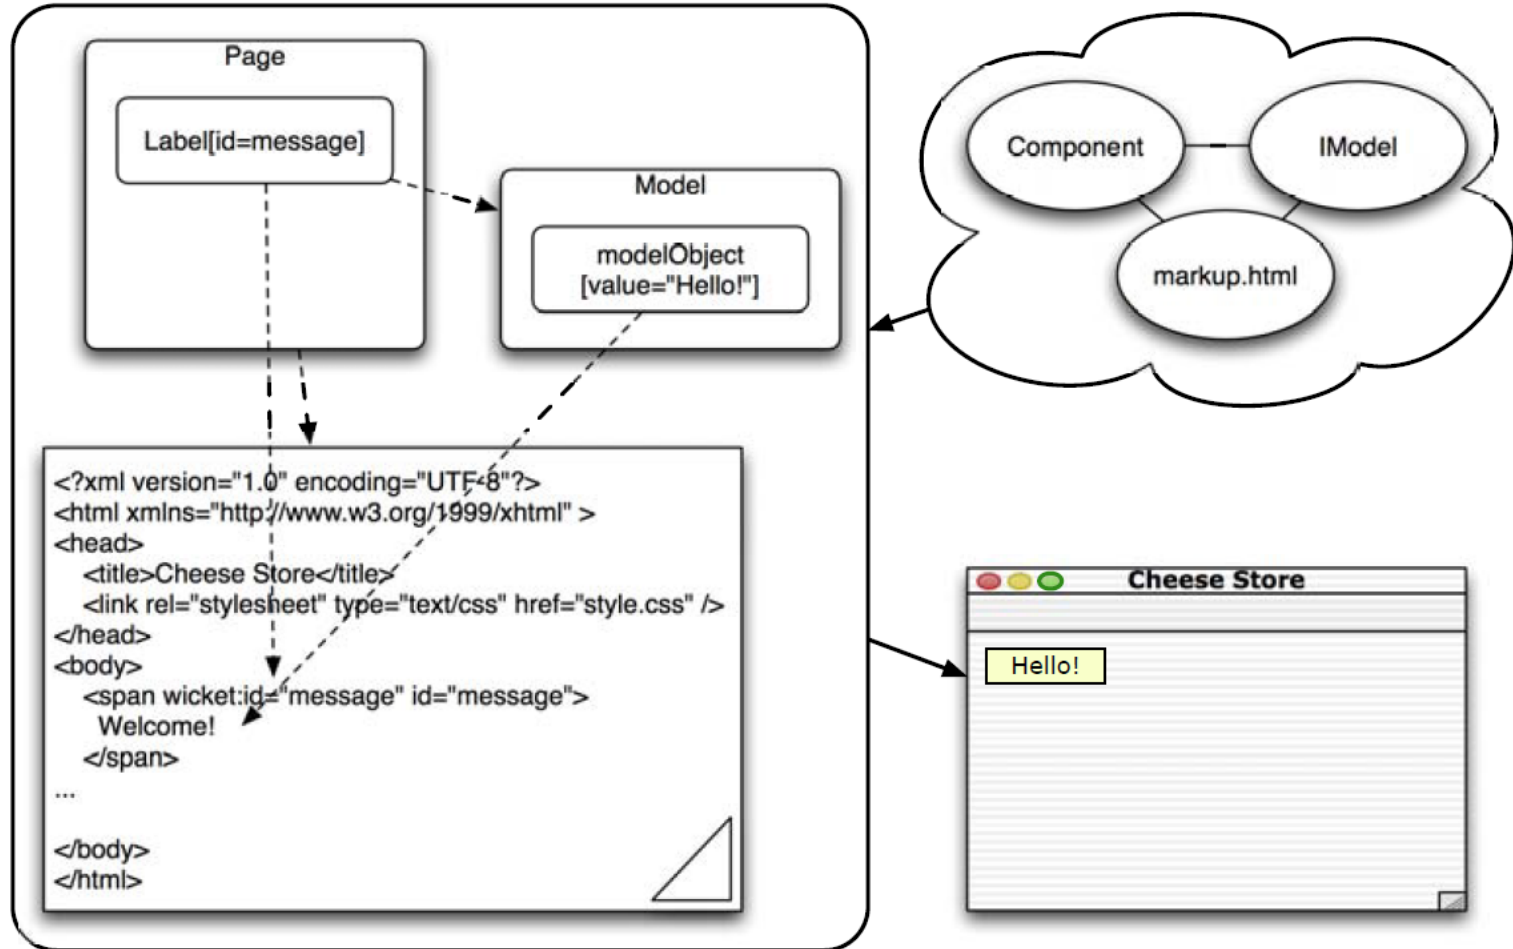 Page
Label[id=message]
Model
modelObject
[value="Hello!"]
<?xml version="1.0" encoding="UTF-8"?>
<html xmlns="http://www.w3.org/1999/xhtml" >
<head>
<title>Cheese Store</title>
<link rel="stylesheet" type="text/css" href="style.css" />
</head>
<body>
<span wicket:id="message" id="message">
Welcome!
</span>
...
</body>
</html>
Component
IModel
markup.html
Cheese Store
Hello!